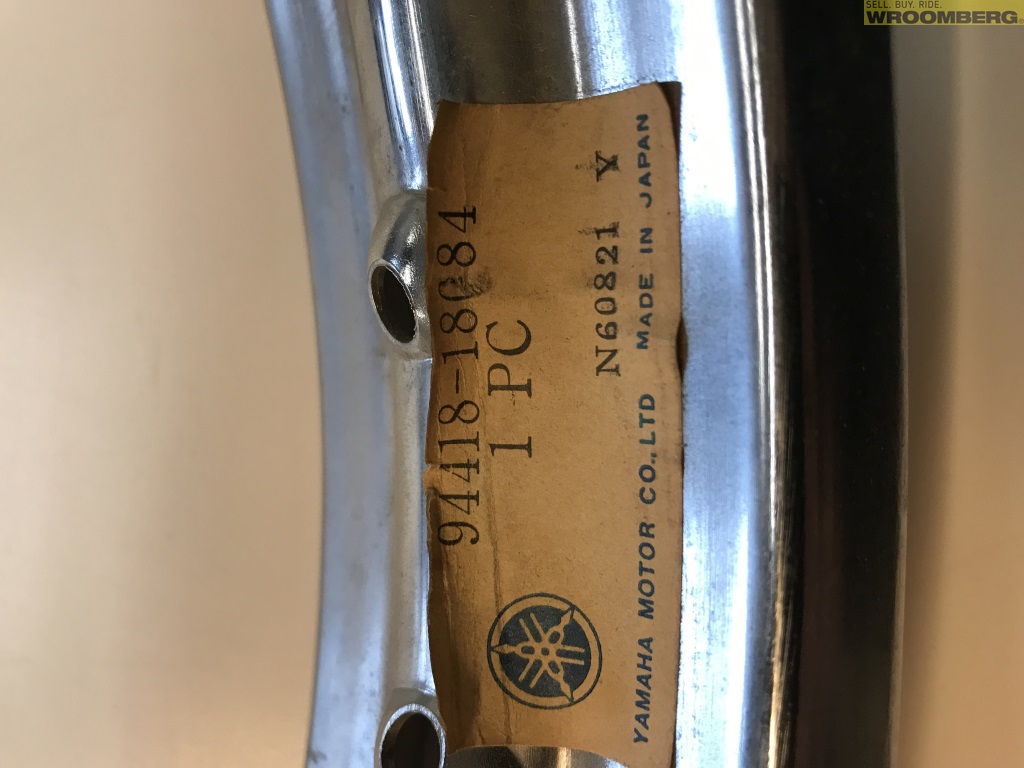 94418-18084
1 PC
N60821 Y
YAMAHA MOTOR CO.,LTD MADE IN JAPAN
SELL. BUY. RIDE.
WROOMBERG